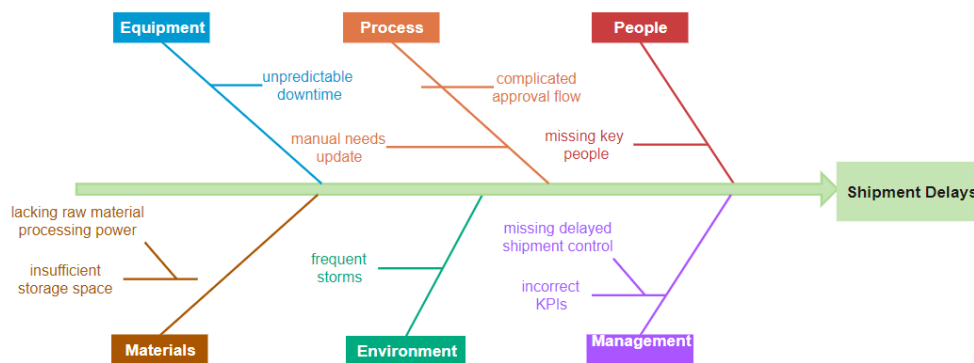 Equipment
Process
People
unpredictable
downtime
complicated
approval flow
manual needs
update
missing key
people
Shipment Delays
lacking raw material
processing power
insufficient
storage space
frequent
storms
missing delayed
shipment control
incorrect
KPIs
Materials
Environment
Management